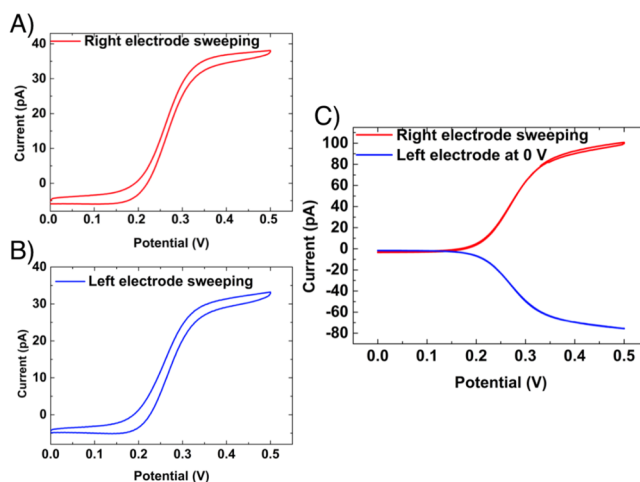 A)
Right electrode sweeping
40
30
20
10
0
Current (pA)
0.0 0.1 0.2 0.3 0.4 0.5
Potential (V)
B)
Left electrode sweeping
40
30
20
10
0
Current (pA)
0.0 0.1 0.2 0.3 0.4 0.5
Potential (V)
C)
Right electrode sweeping
Left electrode at 0 V
100
80
60
40
20
0
-20
-40
-60
-80
Current (pA)
0.0 0.1 0.2 0.3 0.4 0.5
Potential (V)